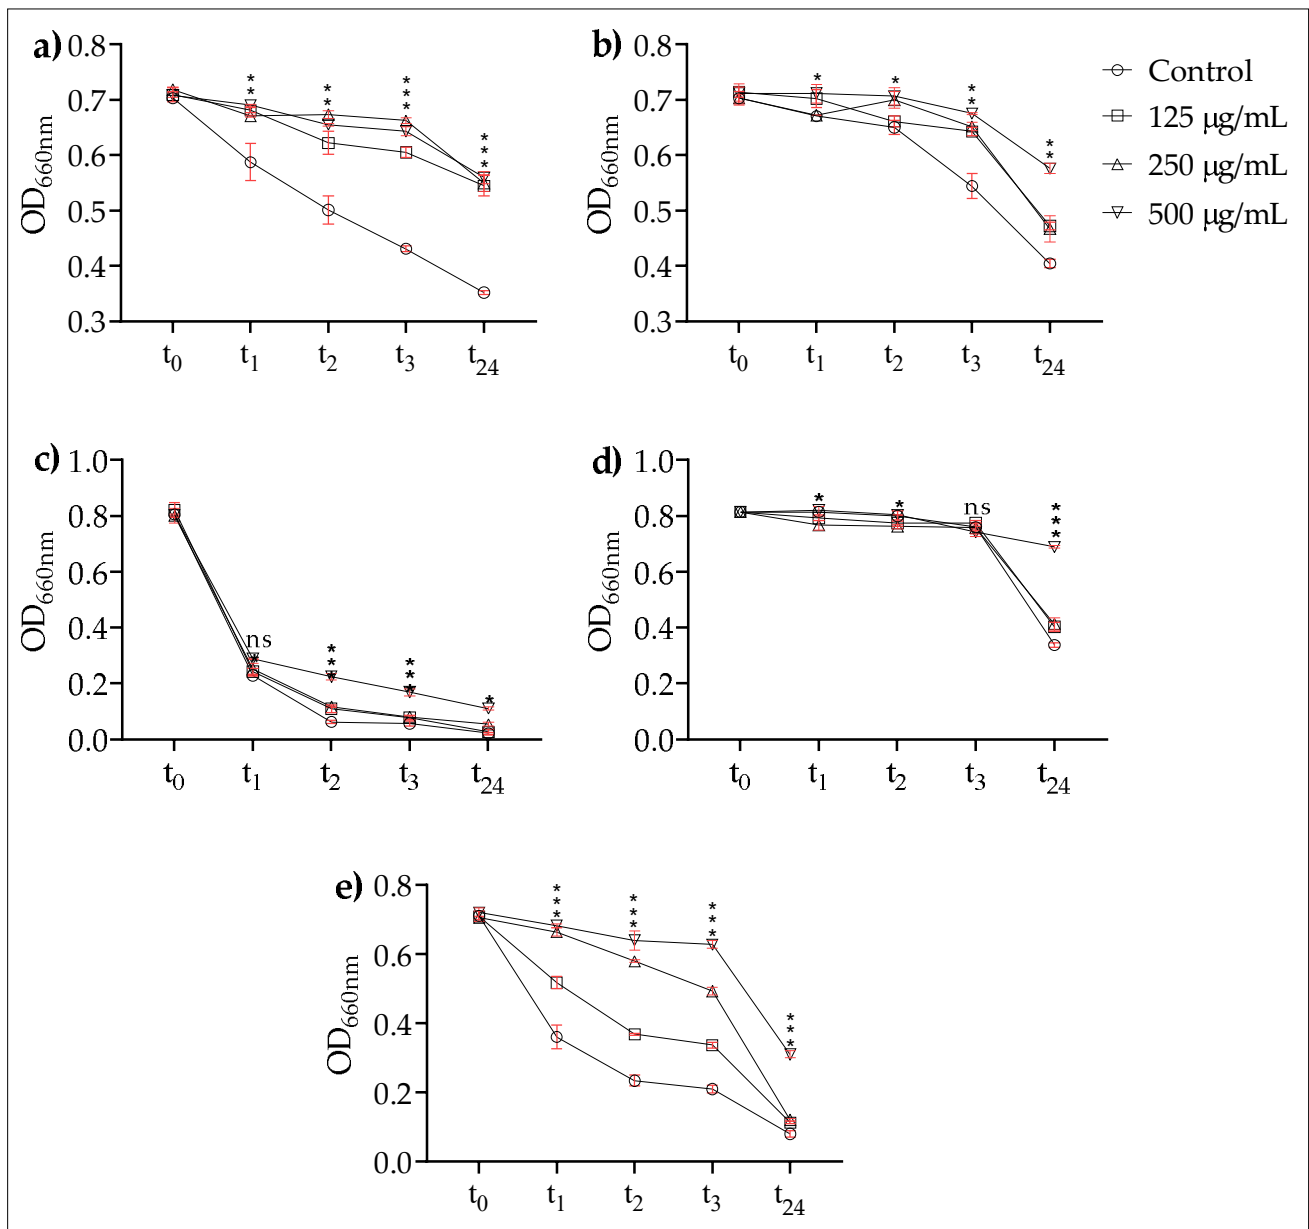 a)
0.8
0.7
0.6
0.5
0.4
0.3
OD660nm
**
**
***
***
t0 t1 t2 t3 t24
b)
0.8
0.7
0.6
0.5
0.4
0.3
OD660nm
*
*
**
**
t0 t1 t2 t3 t24
Control
125 μg/mL
250 μg/mL
500 μg/mL
c)
1.0
0.8
0.6
0.4
0.2
0.0
OD660nm
ns
***
***
*
t0 t1 t2 t3 t24
d)
1.0
0.8
0.6
0.4
0.2
0.0
OD660nm
*
*
ns
***
t0 t1 t2 t3 t24
e)
0.8
0.6
0.4
0.2
0.0
OD660nm
***
***
***
***
t0 t1 t2 t3 t24